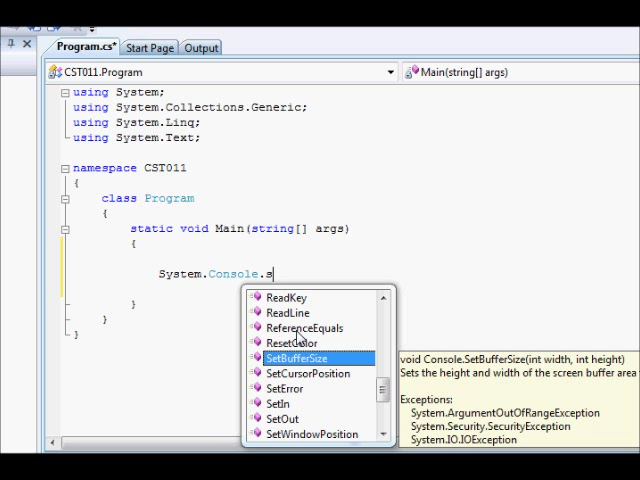 Program.cs* Start Page Output
CST011.Program Main(string[] args)
using System;
using System.Collections.Generic;
using System.Linq;
using System.Text;
namespace CST011
{
class Program
{
static void Main(string[] args)
{
System.Console.s
ReadKey
ReadLine
ReferenceEquals
ResetColor
SetBufferSize
SetCursorPosition
SetError
SetIn
SetOut
SetWindowPosition
void Console.SetBufferSize(int width, int height)
Sets the height and width of the screen buffer area
Exceptions:
System.ArgumentOutOfRangeException
System.Security.SecurityException
System.IO.IOException
}
}
}